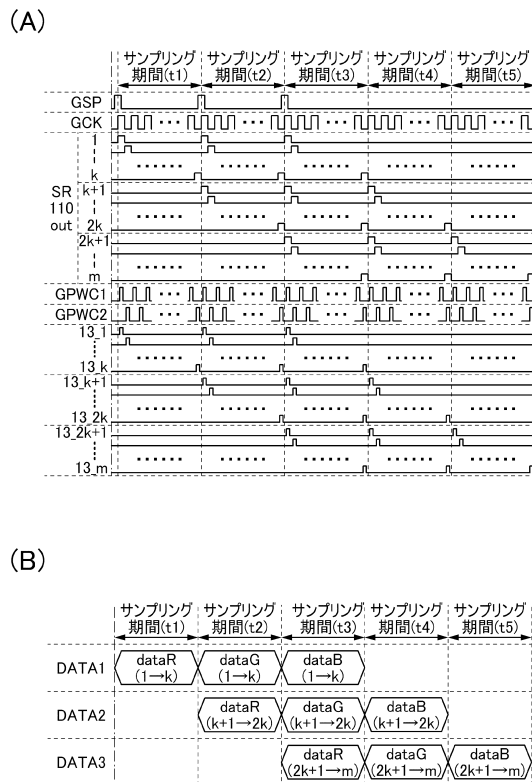 (A)
サンプリング 期間(t1) サンプリング 期間(t2) サンプリング 期間(t3) サンプリング 期間(t4) サンプリング 期間(t5)
GSP
GCK
SR 110 out
1
k
k+1
2k
2k+1
m
GPWC1
GPWC2
13_1
13_k
13_k+1
13_2k
13_2k+1
13_m
(B)
サンプリング 期間(t1) サンプリング 期間(t2) サンプリング 期間(t3) サンプリング 期間(t4) サンプリング 期間(t5)
DATA1 dataR (1→k) dataG (1→k) dataB (1→k)
DATA2 dataR (k+1→2k) dataG (k+1→2k) dataB (k+1→2k)
DATA3 dataR (2k+1→m) dataG (2k+1→m) dataB (2k+1→m)